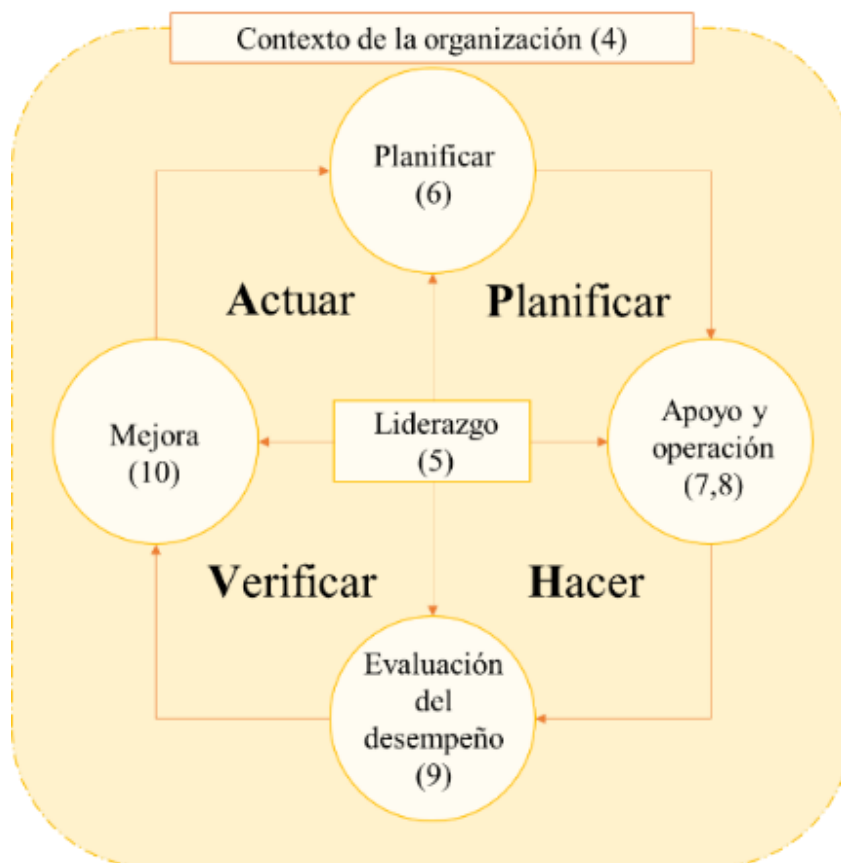 Contexto de la organización (4)
Planificar
(6)
Actuar
Planificar
Mejora
(10)
Liderazgo
(5)
Apoyo y
operación
(7,8)
Verificar
Hacer
Evaluación
del
desempeño
(9)